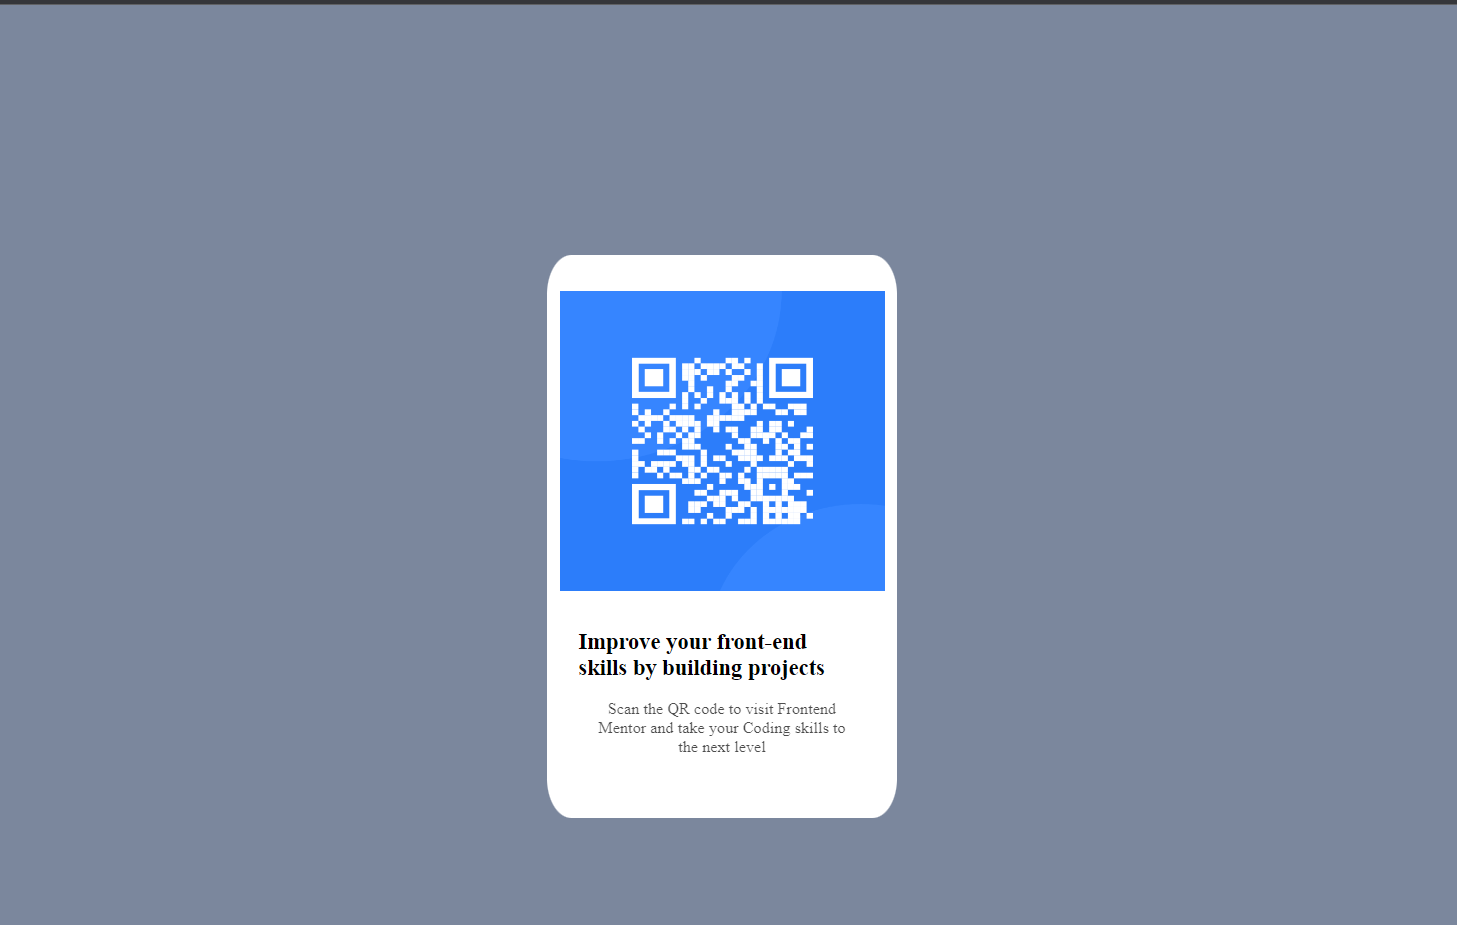 Improve your front-end
skills by building projects
Scan the QR code to visit Frontend
Mentor and take your Coding skills to
the next level